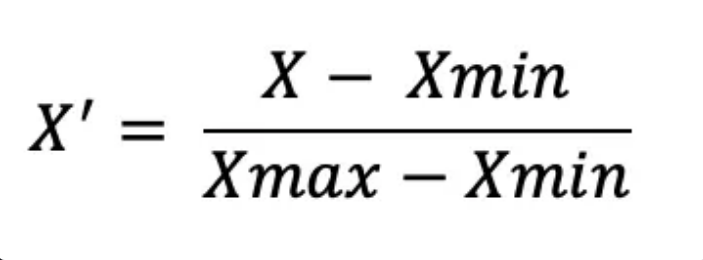 X − Xmin
X′ =
Xmax − Xmin